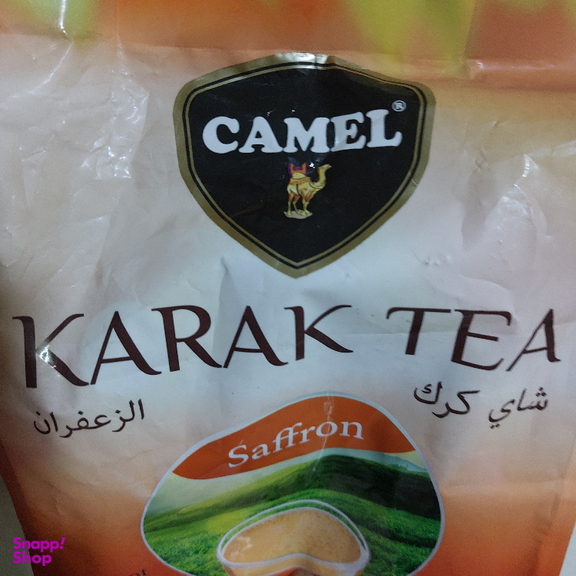 CAMEL®
KARAK TEA
شاي كرك
الزعفران
Saffron
Snapp!
Shop